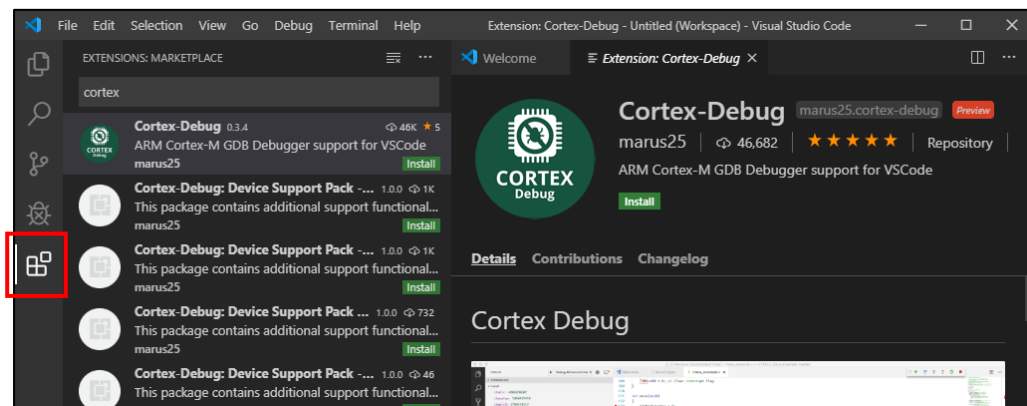 File Edit Selection View Go Debug Terminal Help
Extension: Cortex-Debug - Untitled (Workspace) - Visual Studio Code
EXTENSIONS: MARKETPLACE
cortex
Cortex-Debug 0.3.4 46K 5
ARM Cortex-M GDB Debugger support for VSCode
marus25 Install
Cortex-Debug: Device Support Pack -... 1.0.0 1K
This package contains additional support functional...
marus25 Install
Cortex-Debug: Device Support Pack -... 1.0.0 1K
This package contains additional support functional...
marus25 Install
Cortex-Debug: Device Support Pack ... 1.0.0 732
This package contains additional support functional...
marus25 Install
Cortex-Debug: Device Support Pack -... 1.0.0 46
This package contains additional support functional...
marus25 Install
Welcome
Extension: Cortex-Debug
CORTEX
Debug
Cortex-Debug marus25.cortex-debug Preview
marus25 46,682 Repository
ARM Cortex-M GDB Debugger support for VSCode
Install
Details Contributions Changelog
Cortex Debug